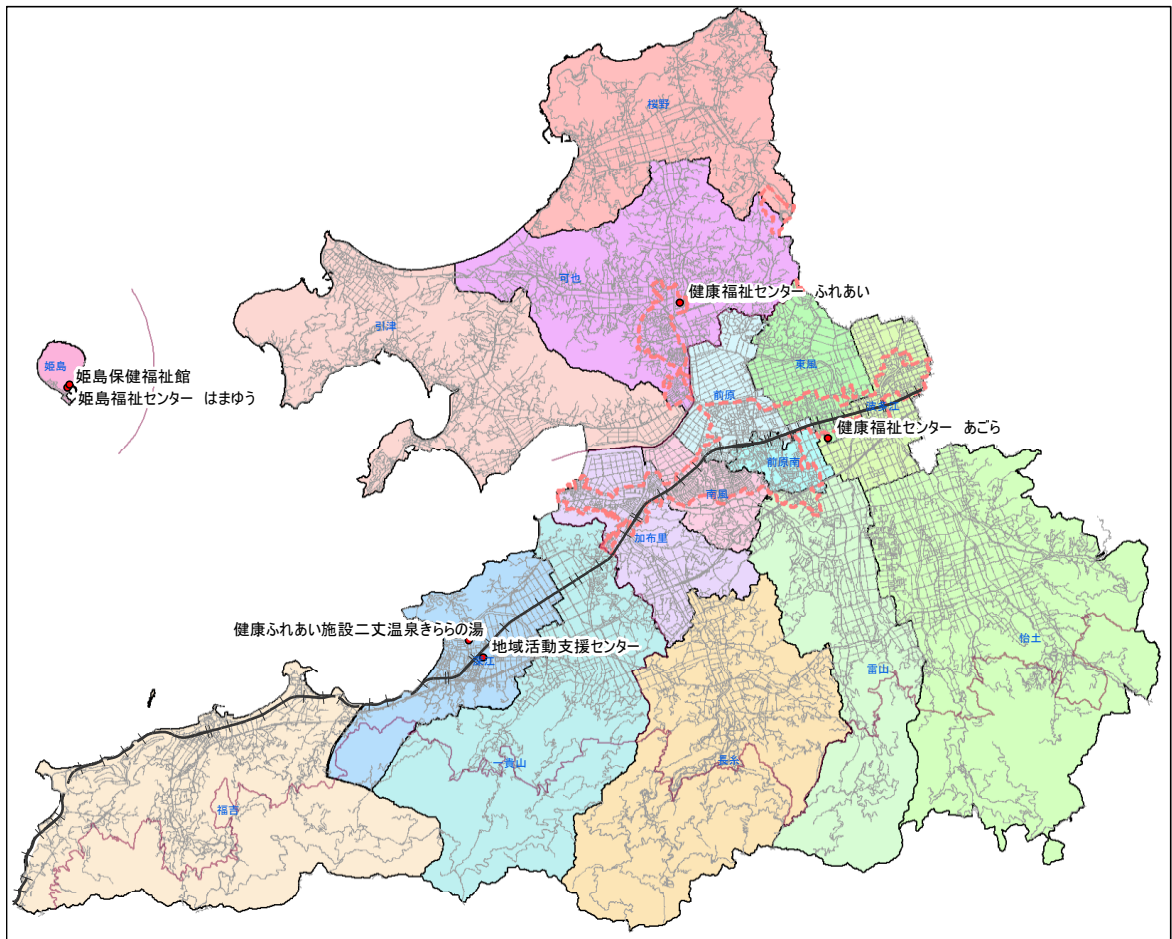 桜野
可也
健康福祉センター ふれあい
引津
姫島
姫島保健福祉館
姫島福祉センター はまゆう
東風
前原
健康福祉センター あごら
前原南
南風
加布里
健康ふれあい施設二丈温泉きららの湯
地域活動支援センター
怡土
雷山
一貴山
長糸
福吉